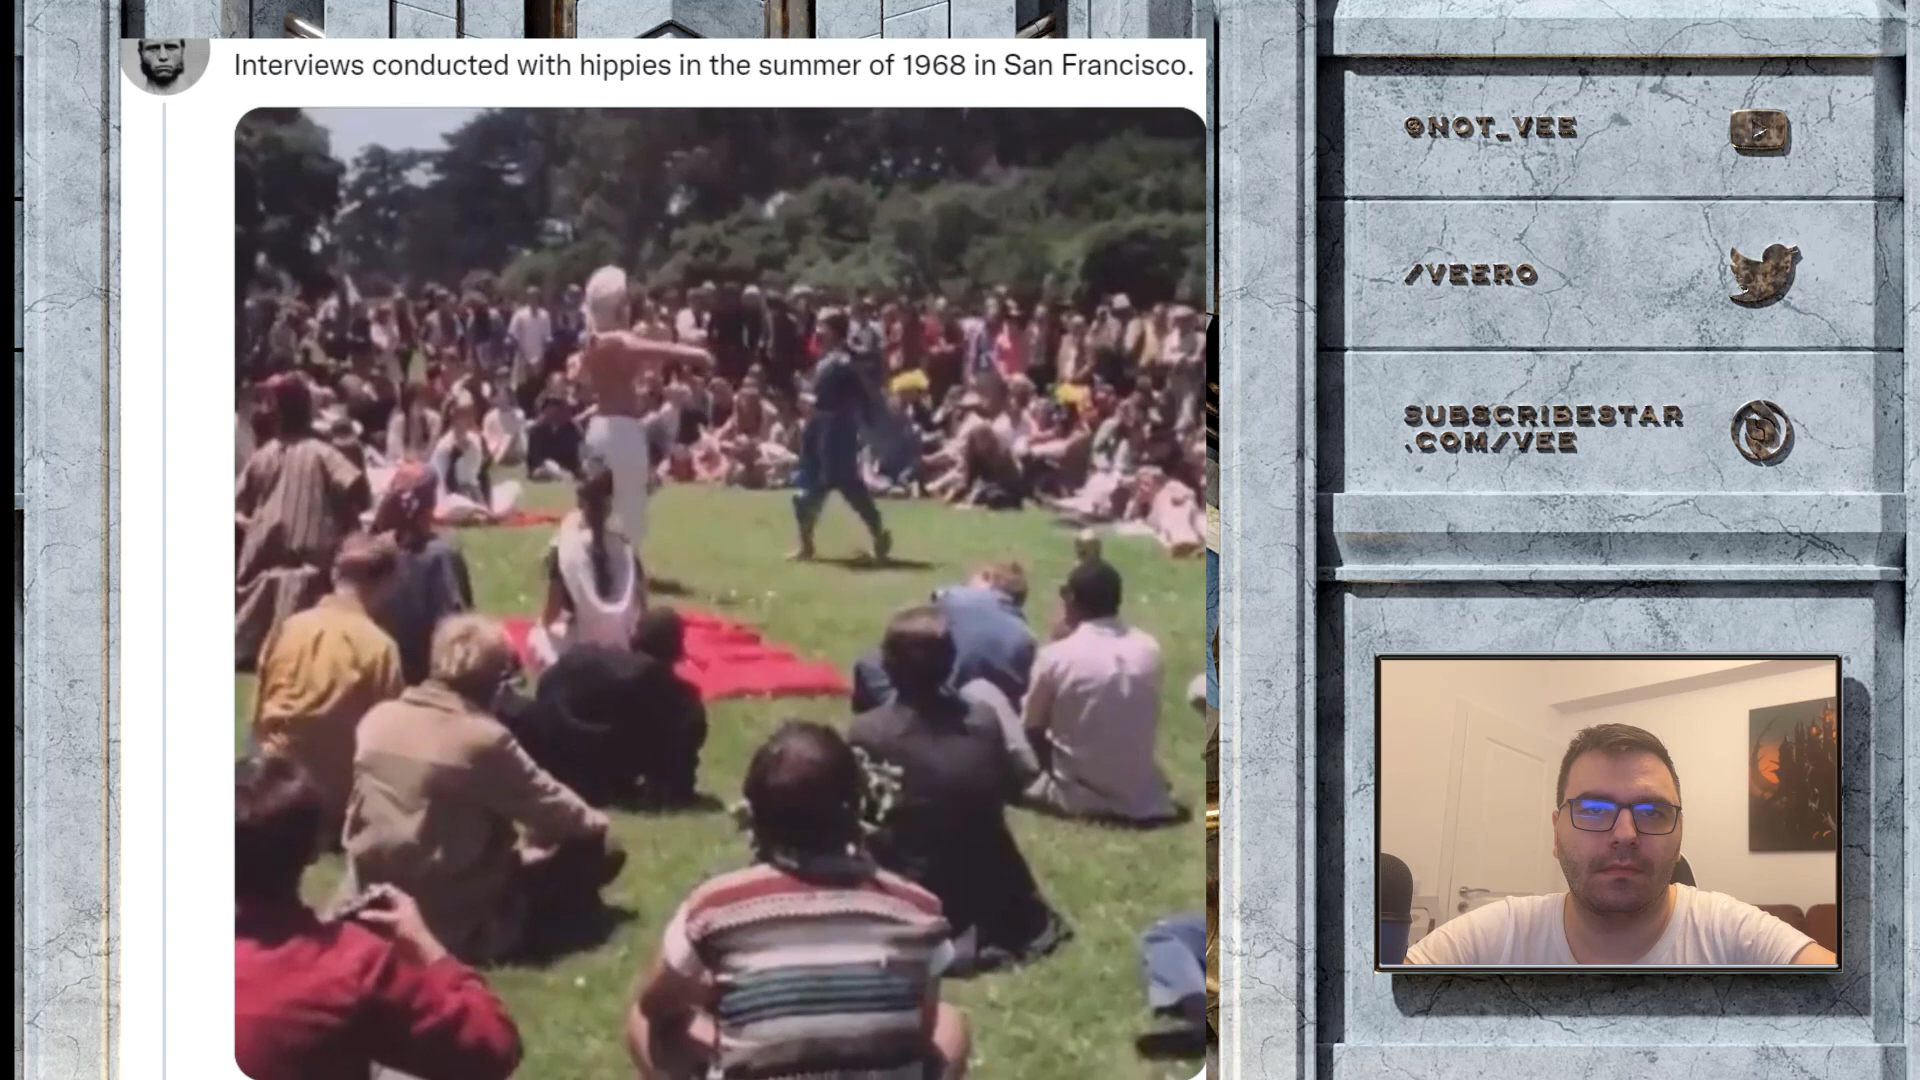 Interviews conducted with hippies in the summer of 1968 in San Francisco.
@NOT_VEE
/VEERO
SUBSCRIBESTAR
.COM/VEE